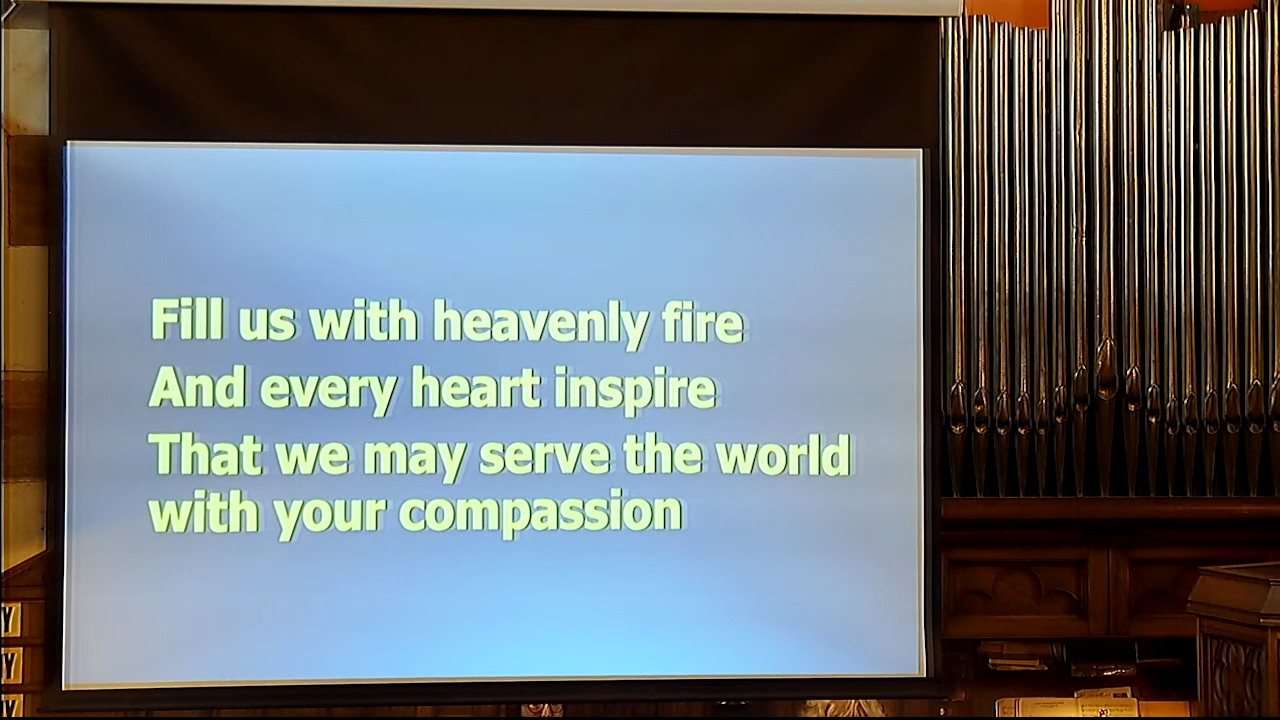 Fill us with heavenly fire
And every heart inspire
That we may serve the world
with your compassion
Y
Y
Y